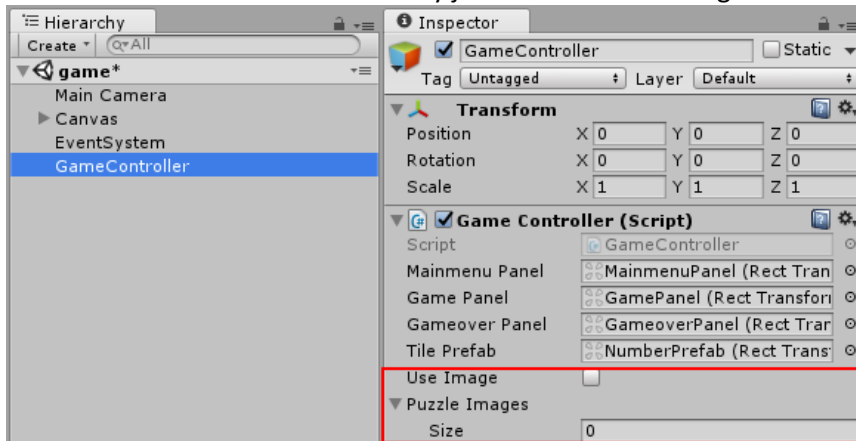 Hierarchy
Create
All
game*
Main Camera
Canvas
EventSystem
GameController
Inspector
GameController
Static
Tag Untagged Layer Default
Transform
Position X 0 Y 0 Z 0
Rotation X 0 Y 0 Z 0
Scale X 1 Y 1 Z 1
Game Controller (Script)
Script GameController
Mainmenu Panel MainmenuPanel (Rect Tran
Game Panel GamePanel (Rect Transfor
Gameover Panel GameoverPanel (Rect Tran
Tile Prefab NumberPrefab (Rect Trans
Use Image
Puzzle Images
Size 0